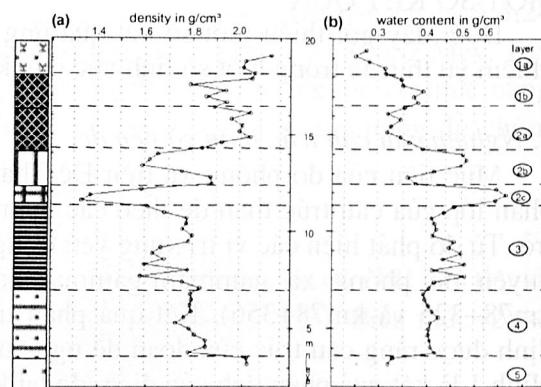 (a) density in g/cm³
1.4 1.6 1.8 2.0
20
15
10
5
m
(b) water content in g/cm³
0.3 0.4 0.5 0.6
layer
1a
1b
2a
2b
2c
3
4
5